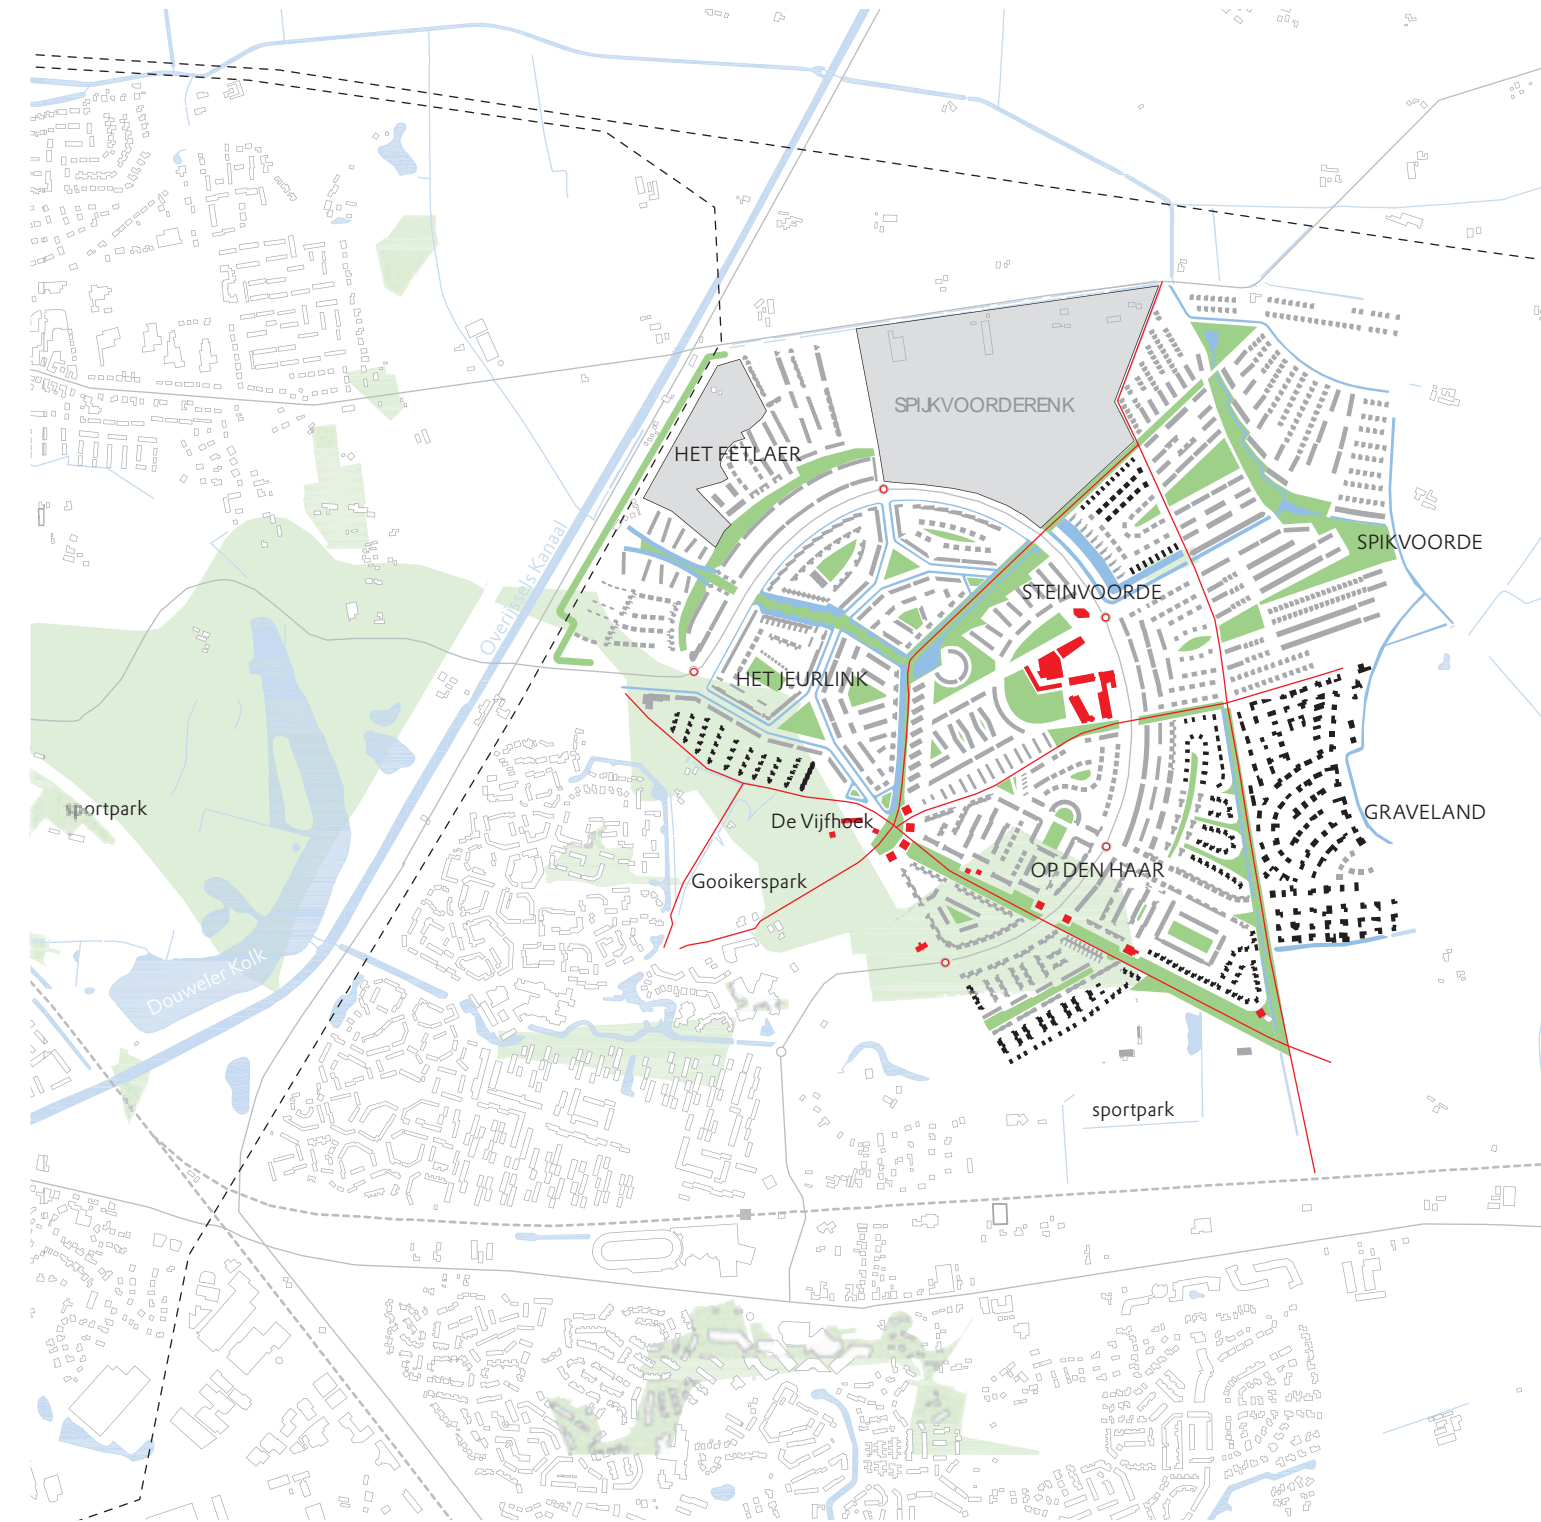 SPIJKVOORDERENK
HET FETLAER
SPIKVOORDE
Overijssels Kanaal
STEINVOORDE
HET JEURLINK
sportpark
De Vijfhoek
GRAVELAND
OP DEN HAAR
Gooikerspark
Douweler Kolk
sportpark